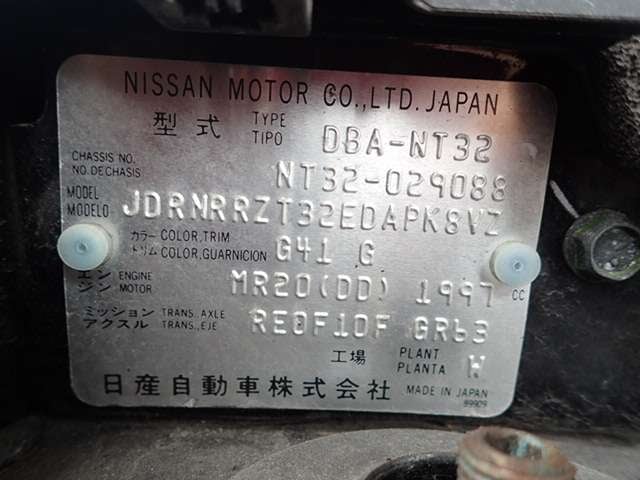 NISSAN MOTOR CO.,LTD. JAPAN
型式 TYPE TIPO DBA-NT32
CHASSIS NO. NO. DECHASIS NT32-029088
MODEL MODELO JDRNRRZT32EDAPK8VZ
カラー トリム COLOR, TRIM COLOR, GUARNICION G41 G
エンジン ENGINE MOTOR MR20(DD) 1997 CC
ミッション アクスル TRANS. AXLE TRANS., EJE RE0F10F GR63
工場 PLANT PLANTA W
日産自動車株式会社 MADE IN JAPAN